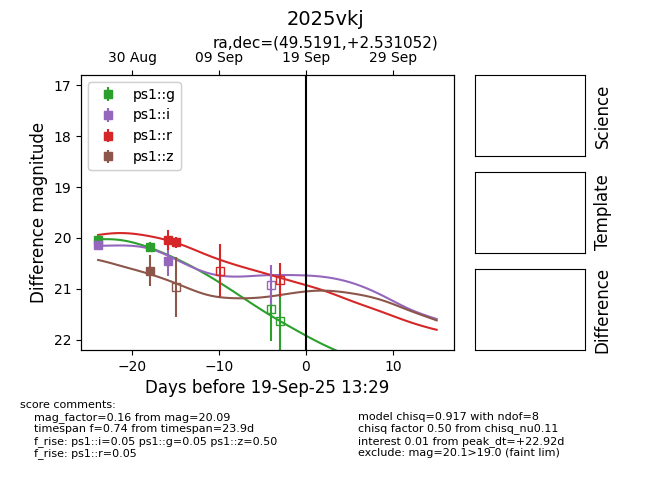 2025vkj
ra,dec=(49.5191,+2.531052)
30 Aug
09 Sep
19 Sep
29 Sep
ps1::g
ps1::i
ps1::r
ps1::z
17
18
19
20
21
22
Difference magnitude
−20
−10
0
10
Days before 19-Sep-25 13:29
Science
Template
Difference
score comments:
mag_factor=0.16 from mag=20.09
timespan f=0.74 from timespan=23.9d
f_rise: ps1::i=0.05 ps1::g=0.05 ps1::z=0.50
f_rise: ps1::r=0.05
model chisq=0.917 with ndof=8
chisq factor 0.50 from chisq_nu0.11
interest 0.01 from peak_dt=+22.92d
exclude: mag=20.1>19.0 (faint lim)